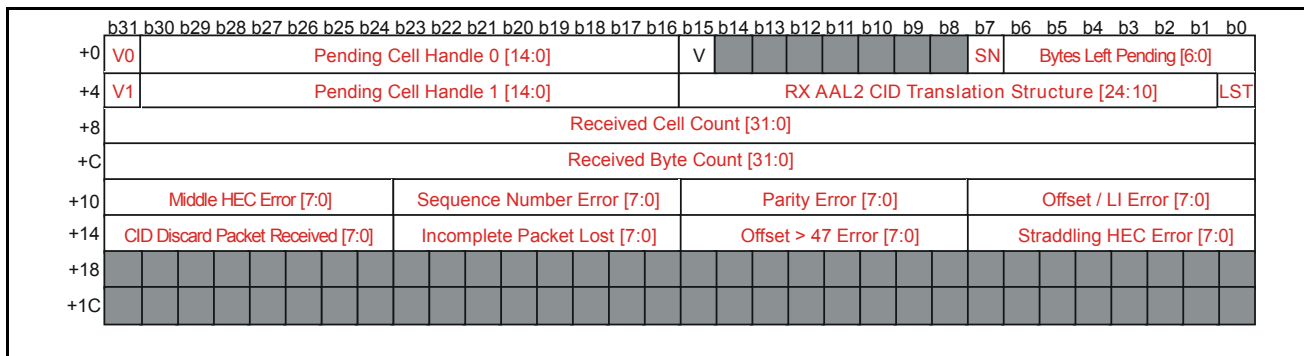 b31 b30 b29 b28 b27 b26 b25 b24 b23 b22 b21 b20 b19 b18 b17 b16 b15 b14 b13 b12 b11 b10 b9 b8 b7 b6 b5 b4 b3 b2 b1 b0
+0 V0 Pending Cell Handle 0 [14:0] V SN Bytes Left Pending [6:0]
+4 V1 Pending Cell Handle 1 [14:0] RX AAL2 CID Translation Structure [24:10] LST
+8 Received Cell Count [31:0]
+C Received Byte Count [31:0]
+10 Middle HEC Error [7:0] Sequence Number Error [7:0] Parity Error [7:0] Offset / LI Error [7:0]
+14 CID Discard Packet Received [7:0] Incomplete Packet Lost [7:0] Offset > 47 Error [7:0] Straddling HEC Error [7:0]
+18
+1C